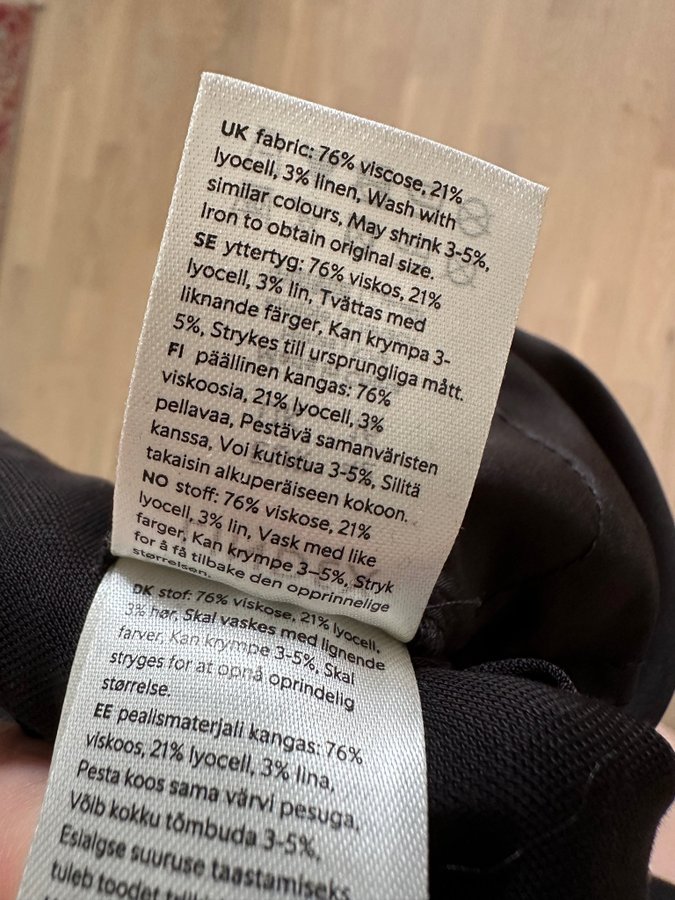 UK fabric: 76% viscose, 21%
lyocell, 3% linen, Wash with
similar colours, May shrink 3-5%,
Iron to obtain original size.
SE yttertyg: 76% viskos, 21%
lyocell, 3% lin, Tvättas med
liknande färger, Kan krympa 3-
5%, Strykes till ursprungliga mått.
FI päällinen kangas: 76%
viskoosia, 21% lyocell, 3%
pellavaa, Pestävä samanväristen
kanssa, Voi kutistua 3-5%, Silitä
takaisin alkuperäiseen kokoon.
NO stoff: 76% viskose, 21%
lyocell, 3% lin, Vask med like
farger, Kan krympe 3–5%, Stryk
for å få tilbake den opprinnelige
størrelsen.
DK stof: 76% viskose, 21% lyocell,
3% hør, Skal vaskes med lignende
farver, Kan krympe 3-5%, Skal
stryges for at opnå oprindelig
størrelse.
EE pealismaterjali kangas: 76%
viskoos, 21% lyocell, 3% lina,
Pesta koos sama värvi pesuga,
Võib kokku tõmbuda 3-5%,
Esialgse suuruse taastamiseks
tuleb toodet